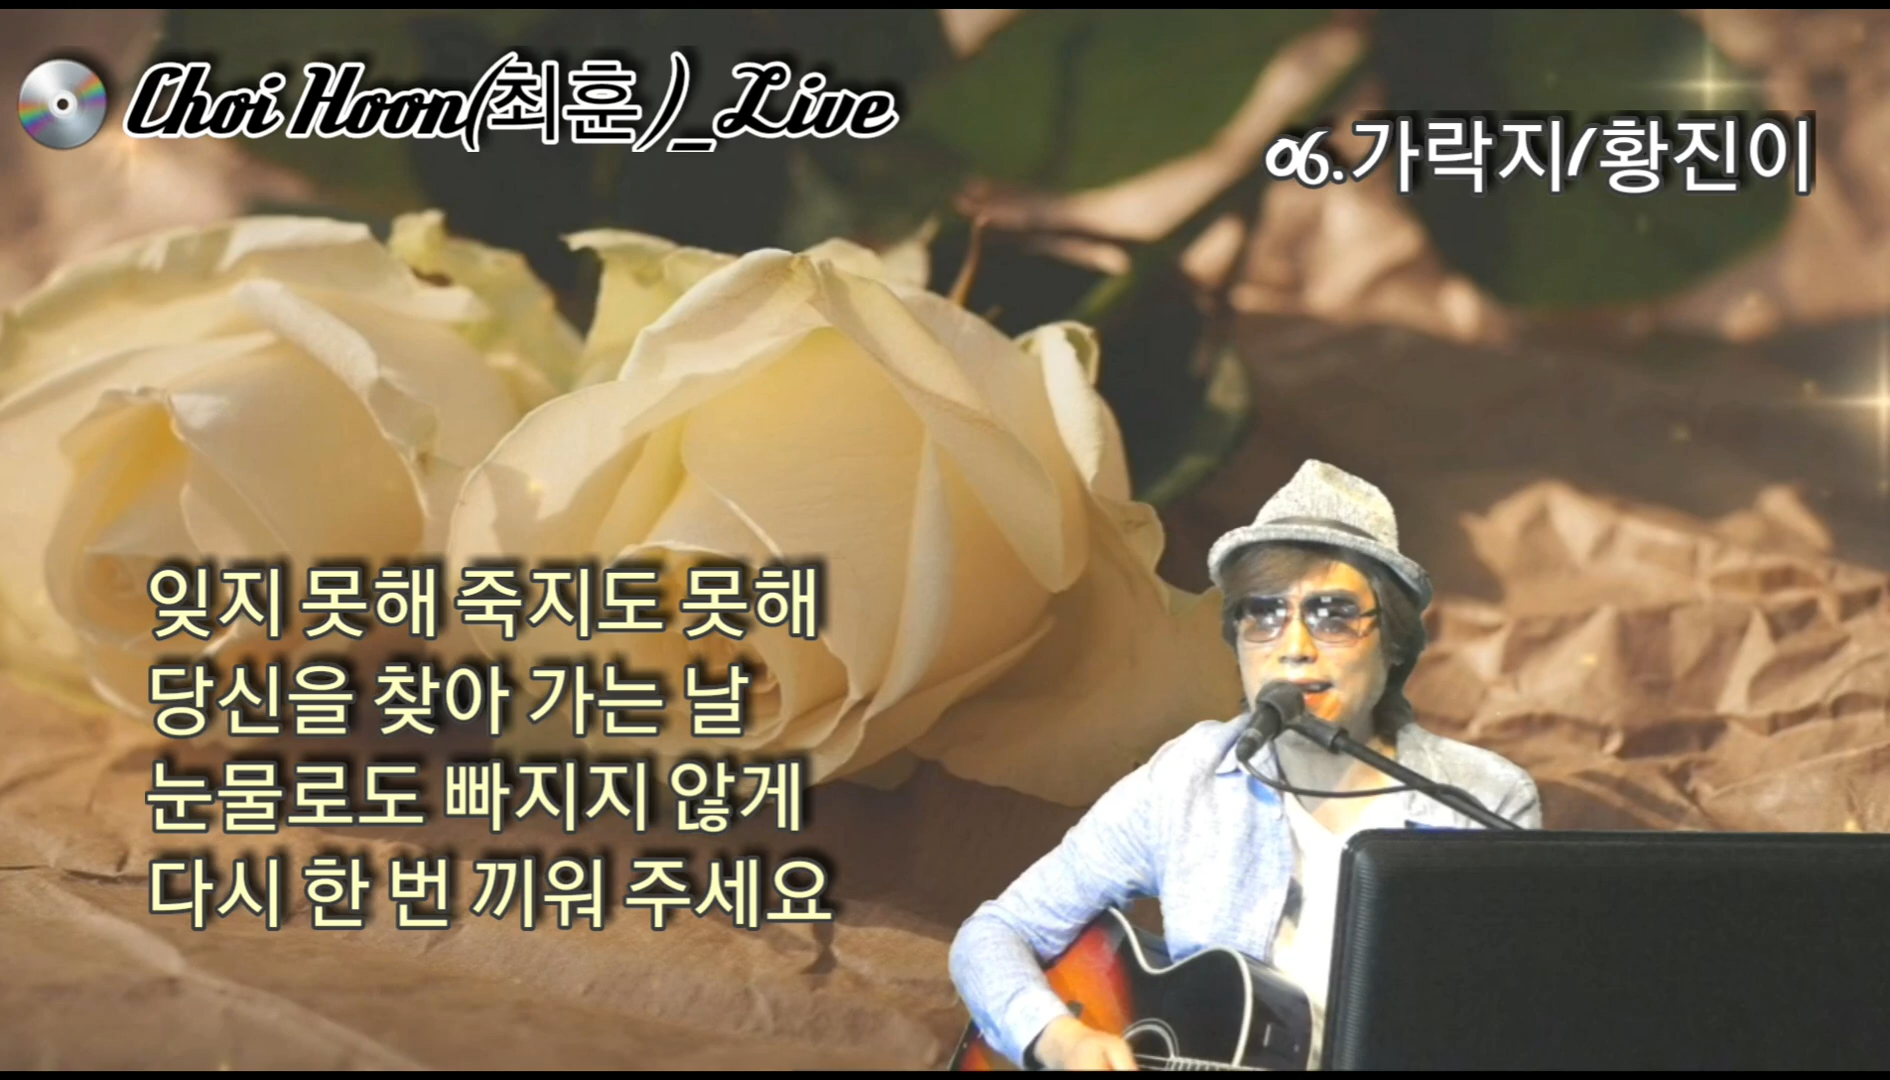 Choi Hoon(최훈)_Live
06.가락지/황진이
잊지 못해 죽지도 못해
당신을 찾아 가는 날
눈물로도 빠지지 않게
다시 한 번 끼워 주세요